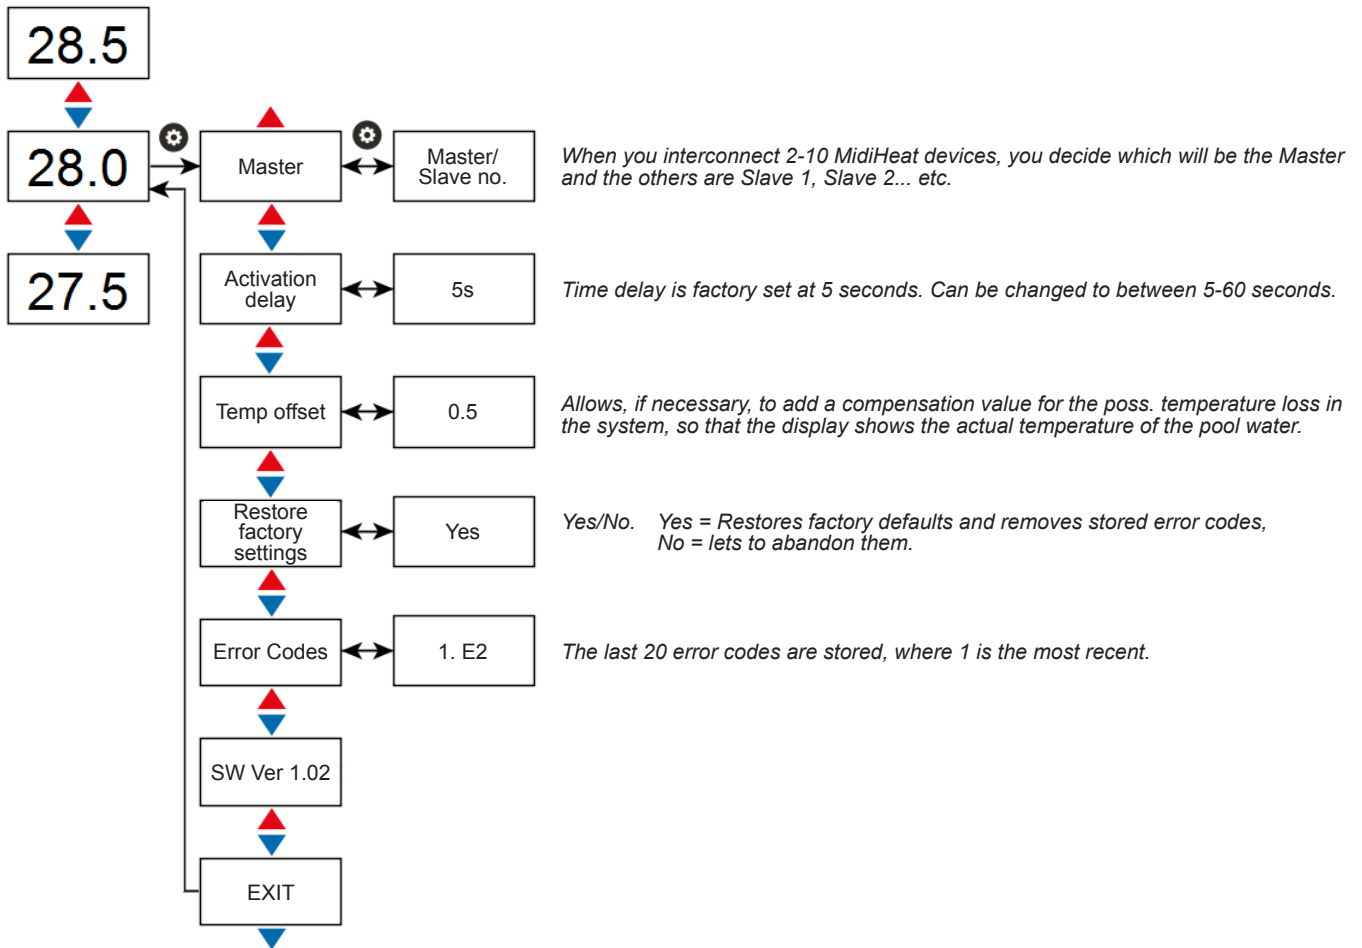 28.5
28.0
27.5
Master
Master/
Slave no.
When you interconnect 2-10 MidiHeat devices, you decide which will be the Master
and the others are Slave 1, Slave 2... etc.
Activation
delay
5s
Time delay is factory set at 5 seconds. Can be changed to between 5-60 seconds.
Temp offset
0.5
Allows, if necessary, to add a compensation value for the poss. temperature loss in
the system, so that the display shows the actual temperature of the pool water.
Restore
factory
settings
Yes
Yes/No. Yes = Restores factory defaults and removes stored error codes,
No = lets to abandon them.
Error Codes
1. E2
The last 20 error codes are stored, where 1 is the most recent.
SW Ver 1.02
EXIT